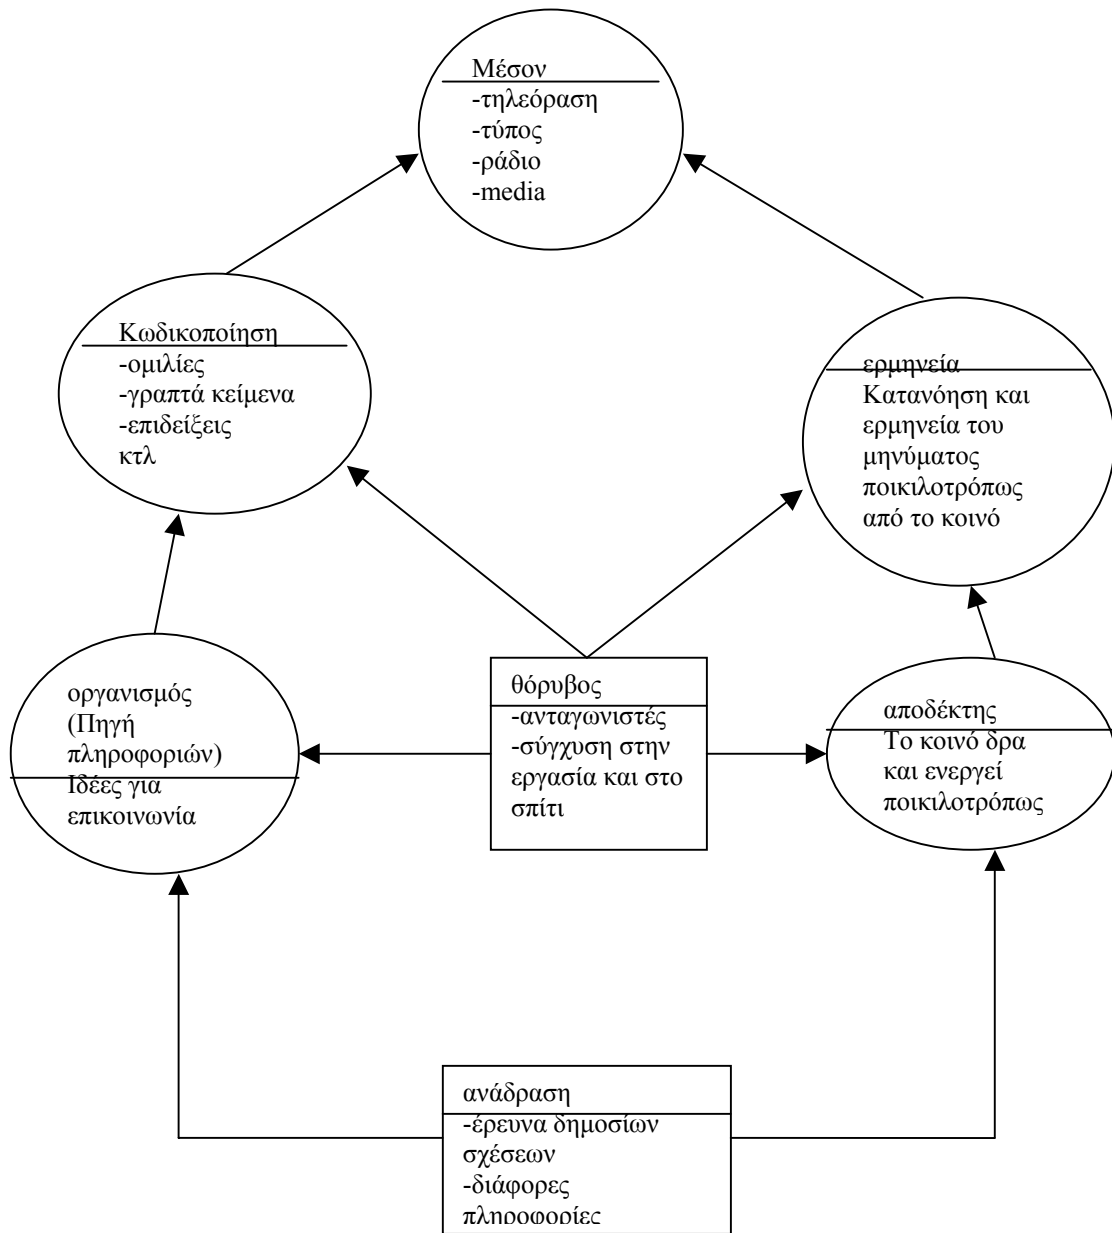 Μέσον
-τηλεόραση
-τύπος
-ράδιο
-media
Κωδικοποίηση
-ομιλίες
-γραπτά κείμενα
-επιδείξεις
κτλ
ερμηνεία
Κατανόηση και
ερμηνεία του
μηνύματος
ποικιλοτρόπως
από το κοινό
οργανισμός
(Πηγή
πληροφοριών)
Ιδέες για
επικοινωνία
θόρυβος
-ανταγωνιστές
-σύγχυση στην
εργασία και στο
σπίτι
αποδέκτης
Το κοινό δρα
και ενεργεί
ποικιλοτρόπως
ανάδραση
-έρευνα δημοσίων
σχέσεων
-διάφορες
πληροφορίες